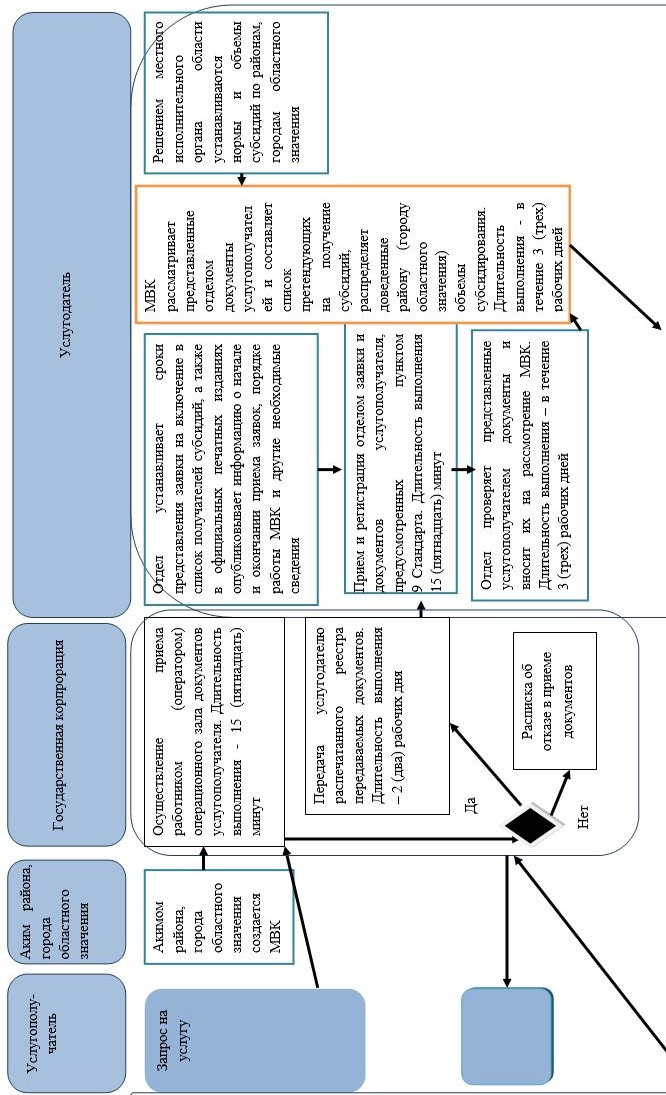 Услугополу-
чатель
Аким района,
города
областного
значения
Государственная корпрорация
Услугодатель
Запрос на
услугу
Акимом
района,
города
областного
значения
создается
МВК
Осуществление приема
работником (оператором)
операционного зала документов
услугополучателя. Длительность
выполнения - 15 (пятнадцать)
минут
Передача услугодателю
распечатанного реестра
передаваемых документов.
Длительность выполнения
– 2 (два) рабочих дня
Да
Нет
Расписка об
отказе в приеме
документов
Отдел устанавливает сроки
представления заявки на включение в
список получателей субсидий, а также
в официальных печатных изданиях
опубликовывает информацию о начале
и окончании приема заявок, порядке
работы МВК и другие необходимые
сведения
Прием и регистрация отделом заявки и
документов услугополучателя,
предусмотренных пунктом
9 Стандарта. Длительность выполнения
15 (пятнадцать) минут
Отдел проверяет представленные
услугополучателем документы и
вносит их на рассмотрение МВК.
Длительность выполнения – в течение
3 (трех) рабочих дней
МВК
рассматривает
представленные
отделом
документы
услугополучател
ей и составляет
список
претендующих
на получение
субсидий,
распределяет
доведенные
району (городу
областного
значения)
объемы
субсидирования.
Длительность
выполнения - в
течение 3 (трех)
рабочих дней
Решением местного
исполнительного
органа области
устанавливаются
нормы и объемы
субсидий по районам,
городам областного
значения